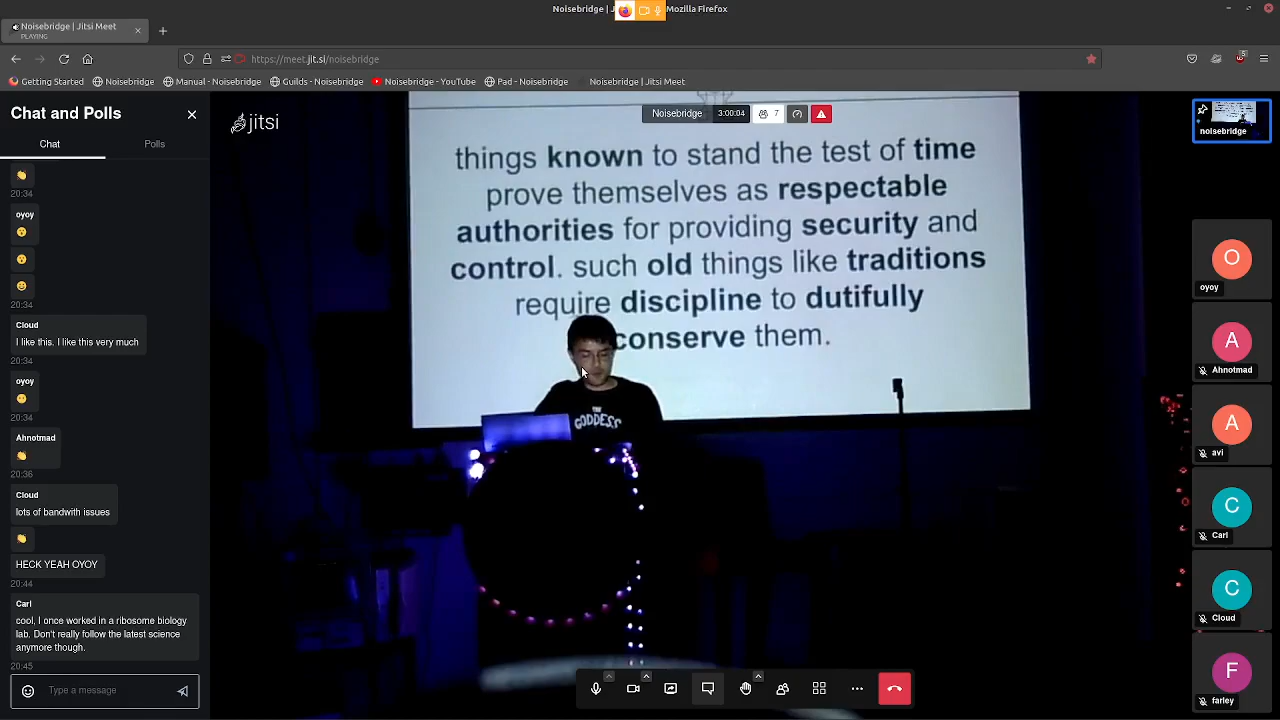 Noisebridge | J
Mozilla Firefox
Noisebridge | Jitsi Meet
PLAYING
https://meet.jit.si/noisebridge
Getting Started
Noisebridge
Manual - Noisebridge
Guilds - Noisebridge
Noisebridge - YouTube
Pad - Noisebridge
Noisebridge | Jitsi Meet
Chat and Polls
Chat
Polls
20:34
oyoy
20:34
Cloud
I like this. I like this very much
20:34
oyoy
20:34
Ahnotmad
20:36
Cloud
lots of bandwith issues
HECK YEAH OYOY
20:44
Carl
cool, I once worked in a ribosome biology
lab. Don't really follow the latest science
anymore though.
20:45
Type a message
jitsi
Noisebridge
3:00:04
7
things known to stand the test of time
prove themselves as respectable
authorities for providing security and
control. such old things like traditions
require discipline to dutifully
conserve them.
THE
GODDESS
noisebridge
O
oyoy
A
Ahnotmad
A
avi
C
Carl
C
Cloud
F
farley